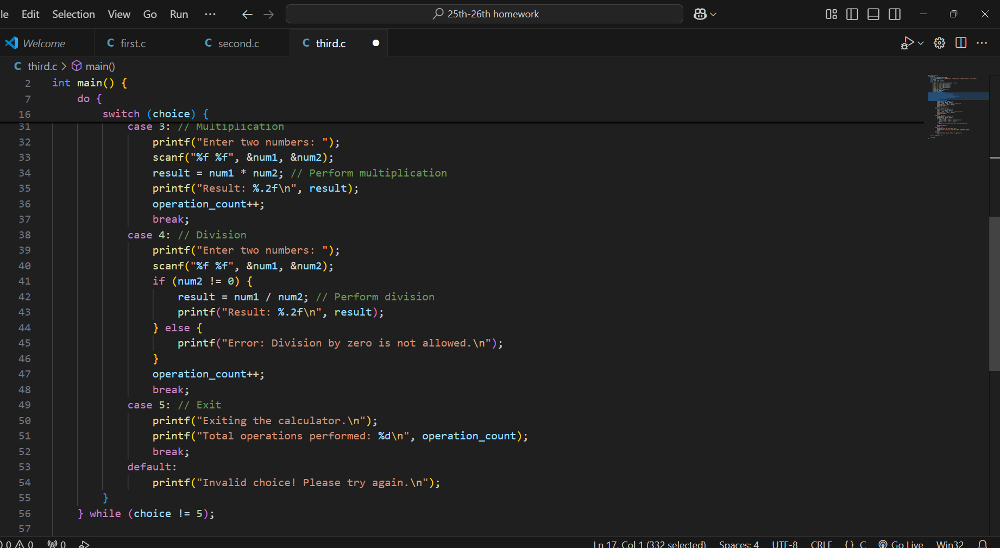 le Edit Selection View Go Run ··· 25th-26th homework
Welcome C first.c C second.c C third.c
C third.c > main()
2 int main() {
7 do {
16 switch (choice) {
31 case 3: // Multiplication
32 printf("Enter two numbers: ");
33 scanf("%f %f", &num1, &num2);
34 result = num1 * num2; // Perform multiplication
35 printf("Result: %.2f\n", result);
36 operation_count++;
37 break;
38 case 4: // Division
39 printf("Enter two numbers: ");
40 scanf("%f %f", &num1, &num2);
41 if (num2 != 0) {
42 result = num1 / num2; // Perform division
43 printf("Result: %.2f\n", result);
44 } else {
45 printf("Error: Division by zero is not allowed.\n");
46 }
47 operation_count++;
48 break;
49 case 5: // Exit
50 printf("Exiting the calculator.\n");
51 printf("Total operations performed: %d\n", operation_count);
52 break;
53 default:
54 printf("Invalid choice! Please try again.\n");
55 }
56 } while (choice != 5);
57
0 0 0 Ln 17, Col 1 (332 selected) Spaces: 4 UTF-8 CRLF {} C Go Live Win32